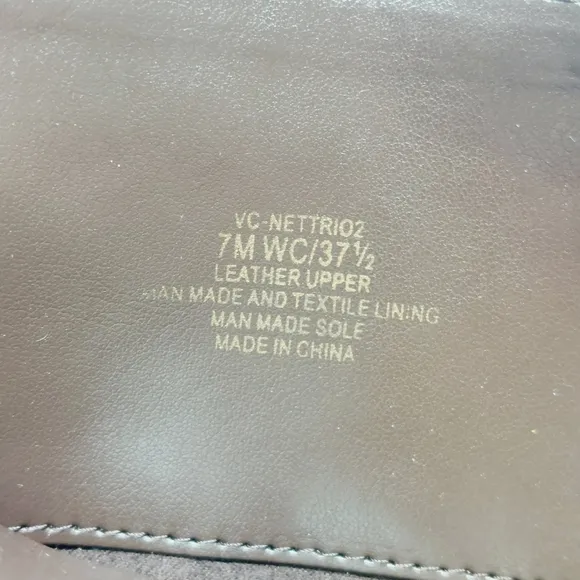 VC-NETTRIO2
7M WC/37½
LEATHER UPPER
MAN MADE AND TEXTILE LINING
MAN MADE SOLE
MADE IN CHINA